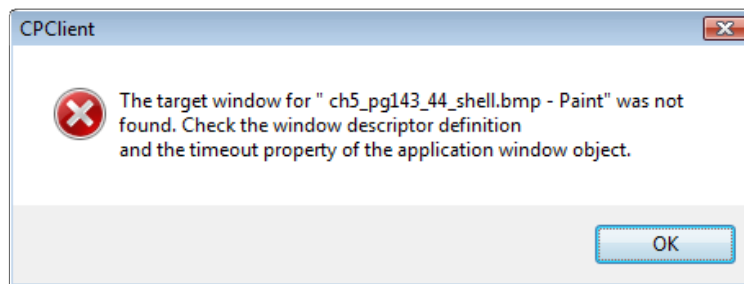 CPClient
The target window for " ch5_pg143_44_shell.bmp - Paint" was not
found. Check the window descriptor definition
and the timeout property of the application window object.
OK